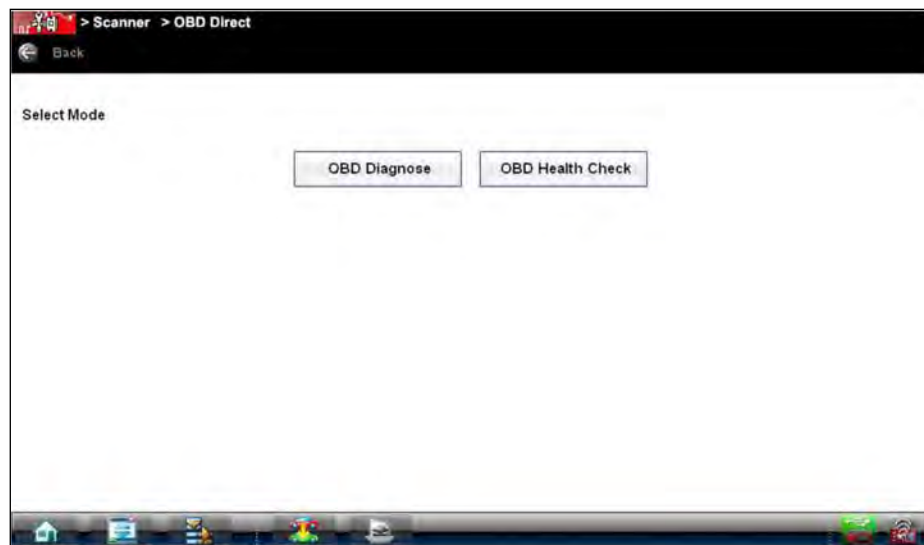 > Scanner > OBD Direct
Back
Select Mode
OBD Diagnose OBD Health Check